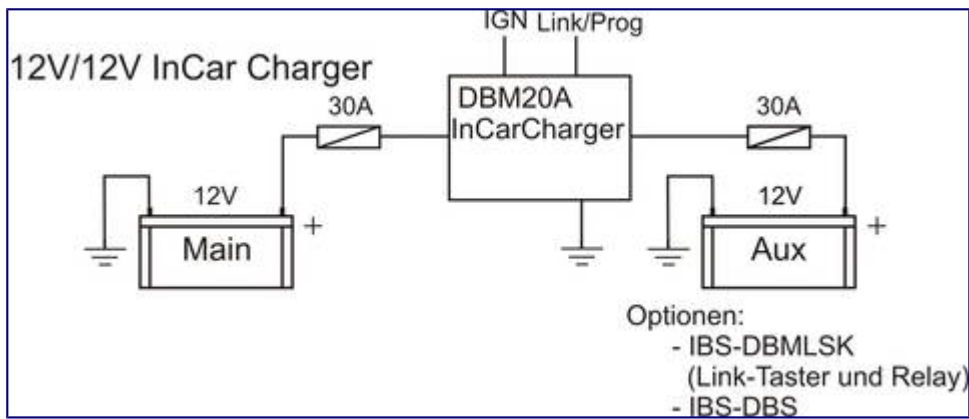 IGN Link/Prog
12V/12V InCar Charger
30A
DBM20A
InCarCharger
30A
12V
+
Main
12V
+
Aux
Optionen:
- IBS-DBMLSK
(Link-Taster und Relay)
- IBS-DBS